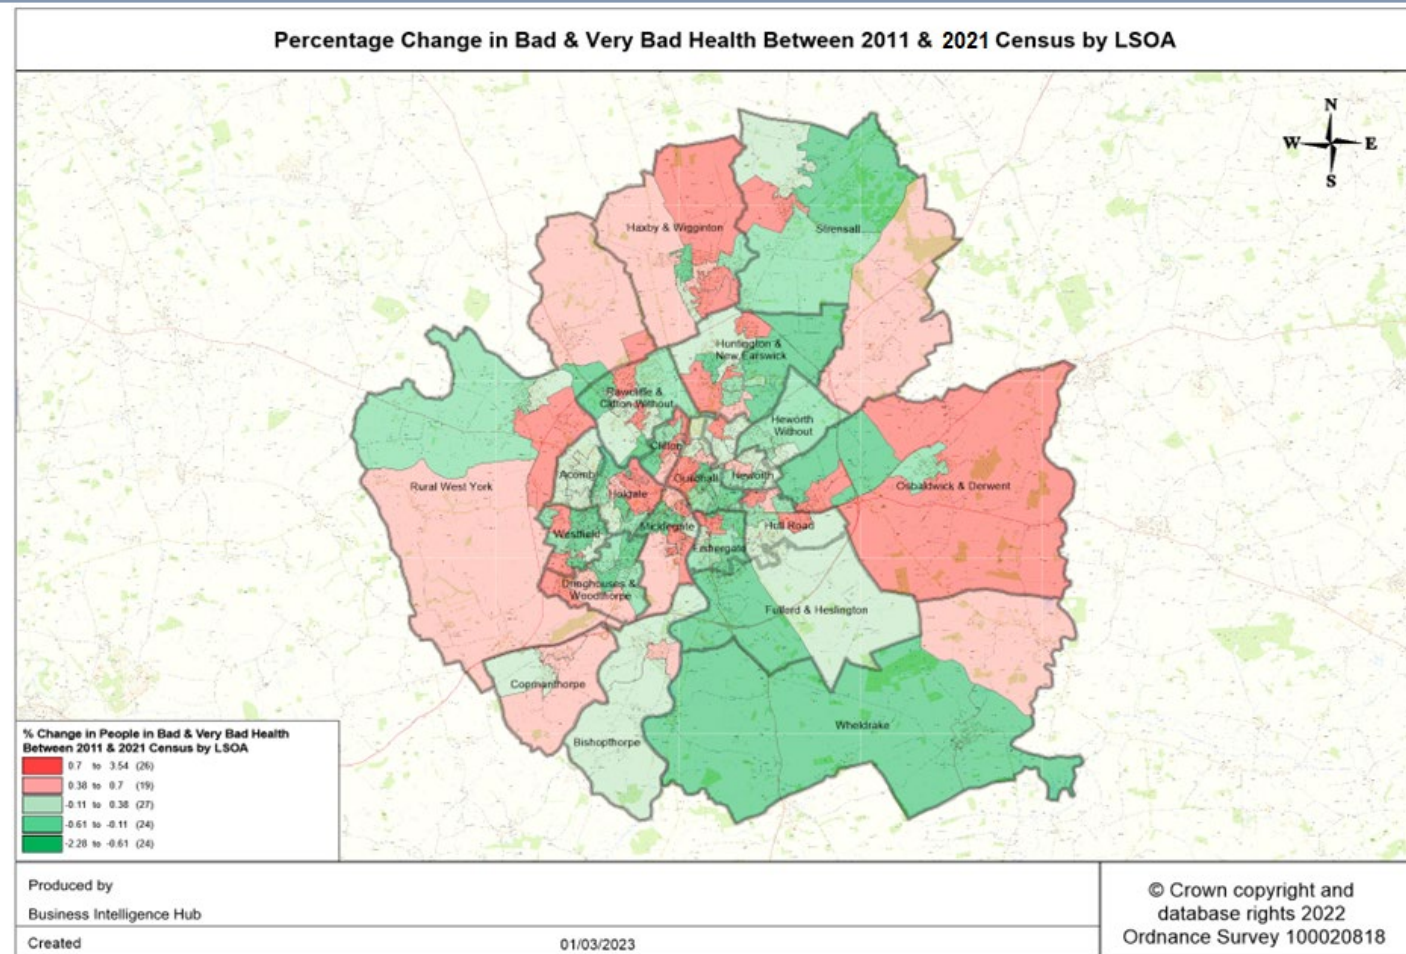 Percentage Change in Bad & Very Bad Health Between 2011 & 2021 Census by LSOA
N
W E
S
Haxby & Wigginton
Strensall
Huntington &
New Earswick
Rawcliffe &
Clifton Without
Heworth
Without
Clifton
Acomb
Guildhall
Heworth
Rural West York
Osbaldwick & Derwent
Holgate
Micklegate
Hull Road
Westfield
Fishergate
Dringhouses &
Woodthorpe
Fulford & Heslington
Copmanthorpe
Wheldrake
Bishopthorpe
% Change in People in Bad & Very Bad Health
Between 2011 & 2021 Census by LSOA
0.7 to 3.54 (26)
0.38 to 0.7 (19)
-0.11 to 0.38 (27)
-0.61 to -0.11 (24)
-2.28 to -0.61 (24)
Produced by
Business Intelligence Hub
Created 01/03/2023
© Crown copyright and
database rights 2022
Ordnance Survey 100020818